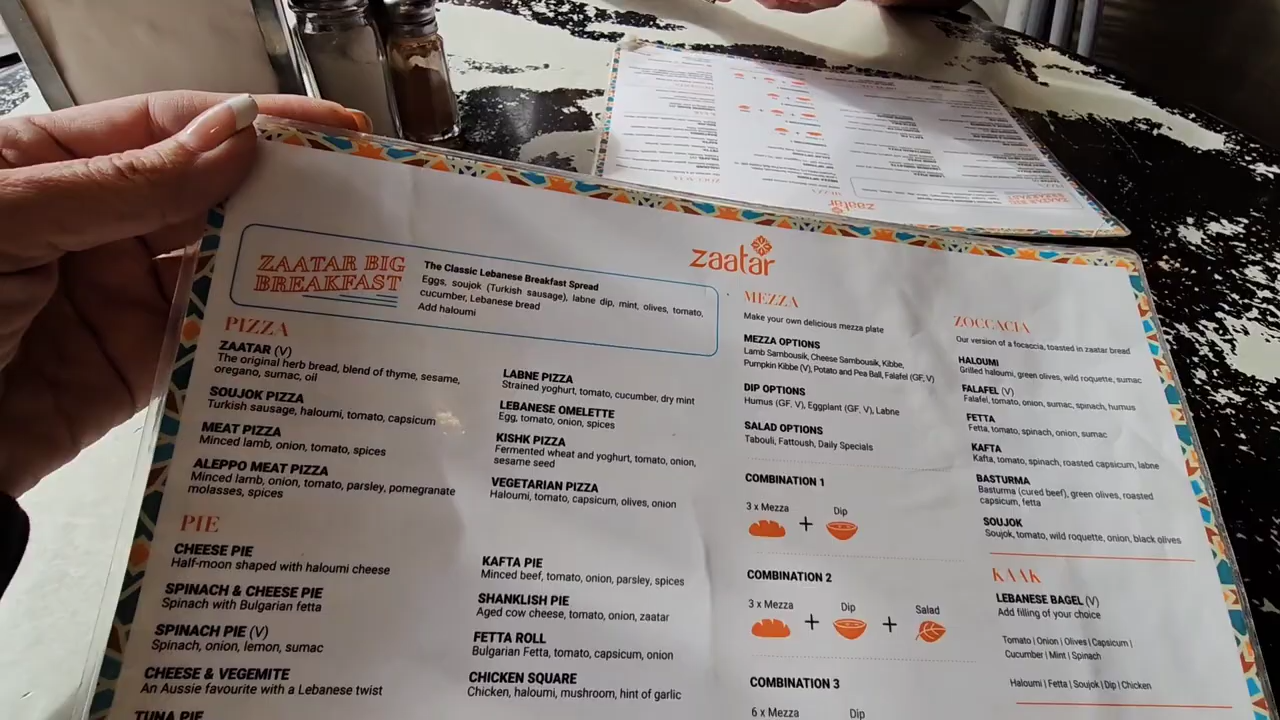 zaatar
ZAATAR BIG
BREAKFAST
The Classic Lebanese Breakfast Spread
Eggs, soujok (Turkish sausage), labne dip, mint, olives, tomato,
cucumber, Lebanese bread
Add haloumi
PIZZA
ZAATAR (V)
The original herb bread, blend of thyme, sesame,
oregano, sumac, oil
SOUJOK PIZZA
Turkish sausage, haloumi, tomato, capsicum
MEAT PIZZA
Minced lamb, onion, tomato, spices
ALEPPO MEAT PIZZA
Minced lamb, onion, tomato, parsley, pomegranate
molasses, spices
LABNE PIZZA
Strained yoghurt, tomato, cucumber, dry mint
LEBANESE OMELETTE
Egg, tomato, onion, spices
KISHK PIZZA
Fermented wheat and yoghurt, tomato, onion,
sesame seed
VEGETARIAN PIZZA
Haloumi, tomato, capsicum, olives, onion
PIE
CHEESE PIE
Half-moon shaped with haloumi cheese
SPINACH & CHEESE PIE
Spinach with Bulgarian fetta
SPINACH PIE (V)
Spinach, onion, lemon, sumac
CHEESE & VEGEMITE
An Aussie favourite with a Lebanese twist
TUNA PIE
KAFTA PIE
Minced beef, tomato, onion, parsley, spices
SHANKLISH PIE
Aged cow cheese, tomato, onion, zaatar
FETTA ROLL
Bulgarian Fetta, tomato, capsicum, onion
CHICKEN SQUARE
Chicken, haloumi, mushroom, hint of garlic
MEZZA
Make your own delicious mezza plate
MEZZA OPTIONS
Lamb Sambousik, Cheese Sambousik, Kibbe,
Pumpkin Kibbe (V), Potato and Pea Ball, Falafel (GF, V)
DIP OPTIONS
Humus (GF, V), Eggplant (GF. V), Labne
SALAD OPTIONS
Tabouli, Fattoush, Daily Specials
COMBINATION 1
3 x Mezza + Dip
COMBINATION 2
3 x Mezza + Dip + Salad
COMBINATION 3
6 x Mezza Dip
ZOCCACIA
Our version of a focaccia, toasted in zaatar bread
HALOUMI
Grilled haloumi, green olives, wild roquette, sumac
FALAFEL (V)
Falafel, tomato, onion, sumac, spinach, humus
FETTA
Fetta, tomato, spinach, onion, sumac
KAFTA
Kafta, tomato, spinach, roasted capsicum, labne
BASTURMA
Basturma (cured beef), green olives, roasted
capsicum, fetta
SOUJOK
Soujok, tomato, wild roquette, onion, black olives
KAAK
LEBANESE BAGEL (V)
Add filling of your choice
Tomato | Onion | Olives | Capsicum |
Cucumber | Mint | Spinach
Haloumi | Fetta | Soujok | Dip | Chicken
zaatar